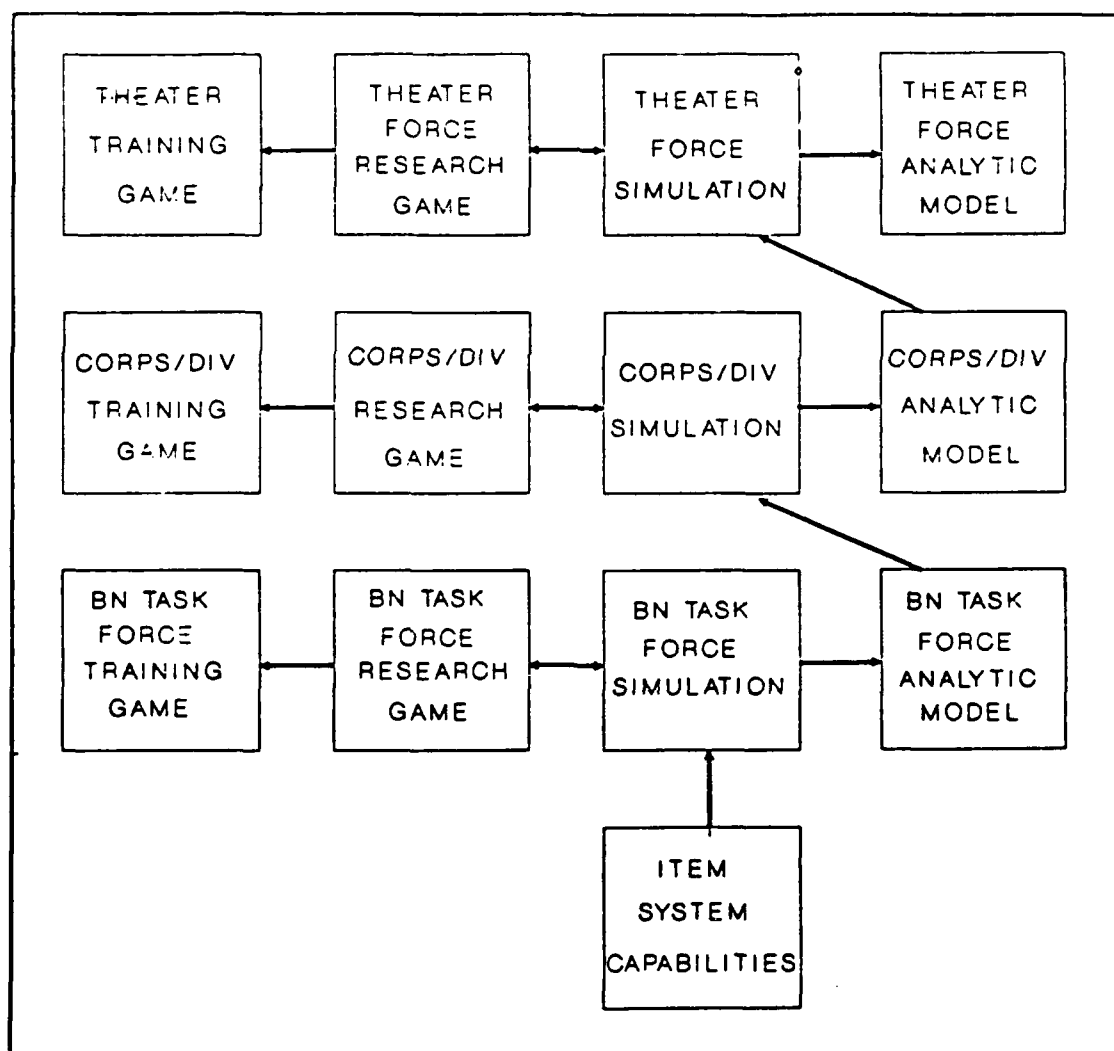 THEATER
TRAINING
GAME
THEATER
FORCE
RESEARCH
GAME
THEATER
FORCE
SIMULATION
THEATER
FORCE
ANALYTIC
MODEL
CORPS/DIV
TRAINING
GAME
CORPS/DIV
RESEARCH
GAME
CORPS/DIV
SIMULATION
CORPS/DIV
ANALYTIC
MODEL
BN TASK
FORCE
TRAINING
GAME
BN TASK
FORCE
RESEARCH
GAME
BN TASK
FORCE
SIMULATION
BN TASK
FORCE
ANALYTIC
MODEL
ITEM
SYSTEM
CAPABILITIES